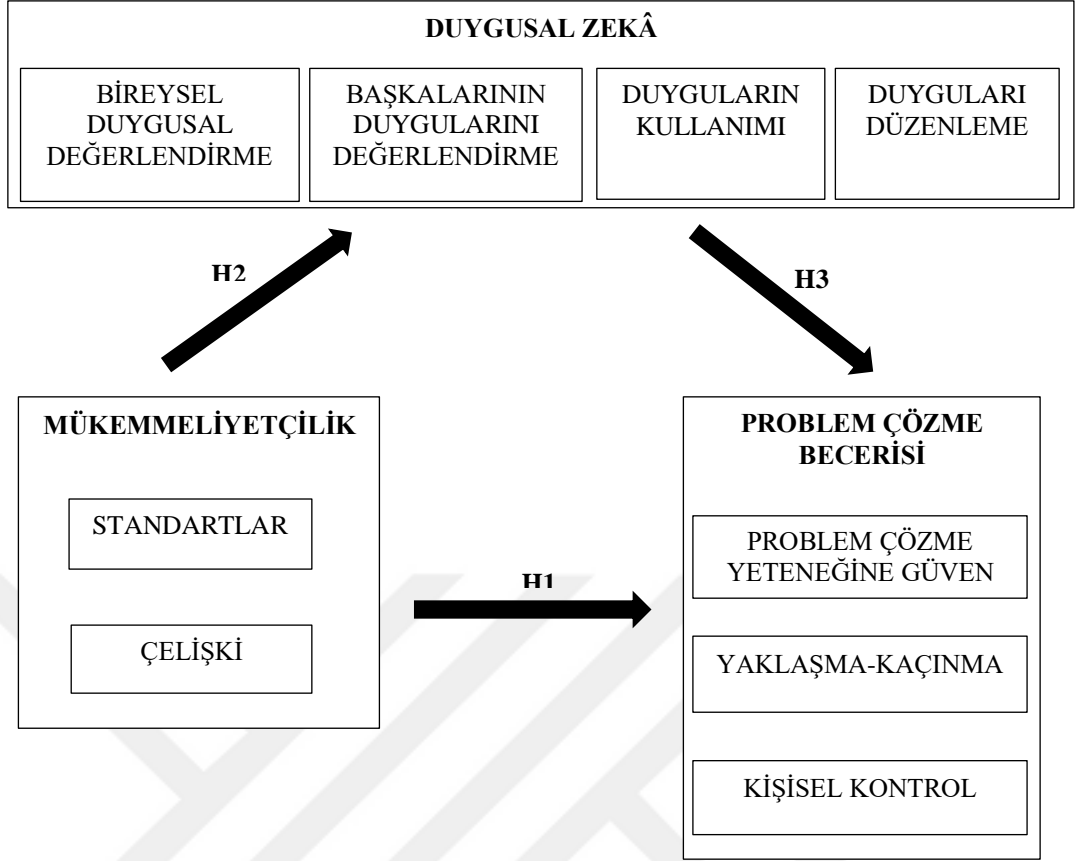 DUYGUSAL ZEKÂ
BİREYSEL
DUYGUSAL
DEĞERLENDİRME
BAŞKALARININ
DUYGULARINI
DEĞERLENDİRME
DUYGULARIN
KULLANIMI
DUYGULARI
DÜZENLEME
H2
H3
MÜKEMMELİYETÇİLİK
STANDARTLAR
ÇELİŞKİ
H1
PROBLEM ÇÖZME
BECERİSİ
PROBLEM ÇÖZME
YETENEĞİNE GÜVEN
YAKLAŞMA-KAÇINMA
KİŞİSEL KONTROL